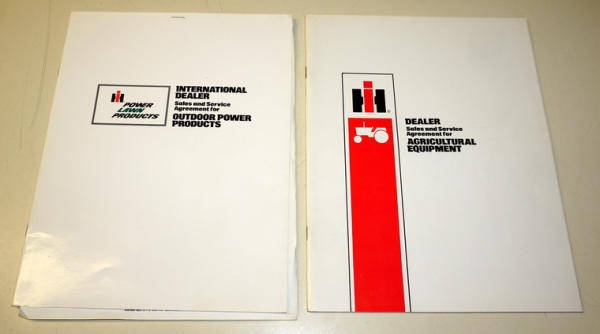 IH
POWER
LAWN
PRODUCTS
INTERNATIONAL
DEALER
Sales and Service
Agreement for
OUTDOOR POWER
PRODUCTS
IH
®
DEALER
Sales and Service
Agreement for
AGRICULTURAL
EQUIPMENT